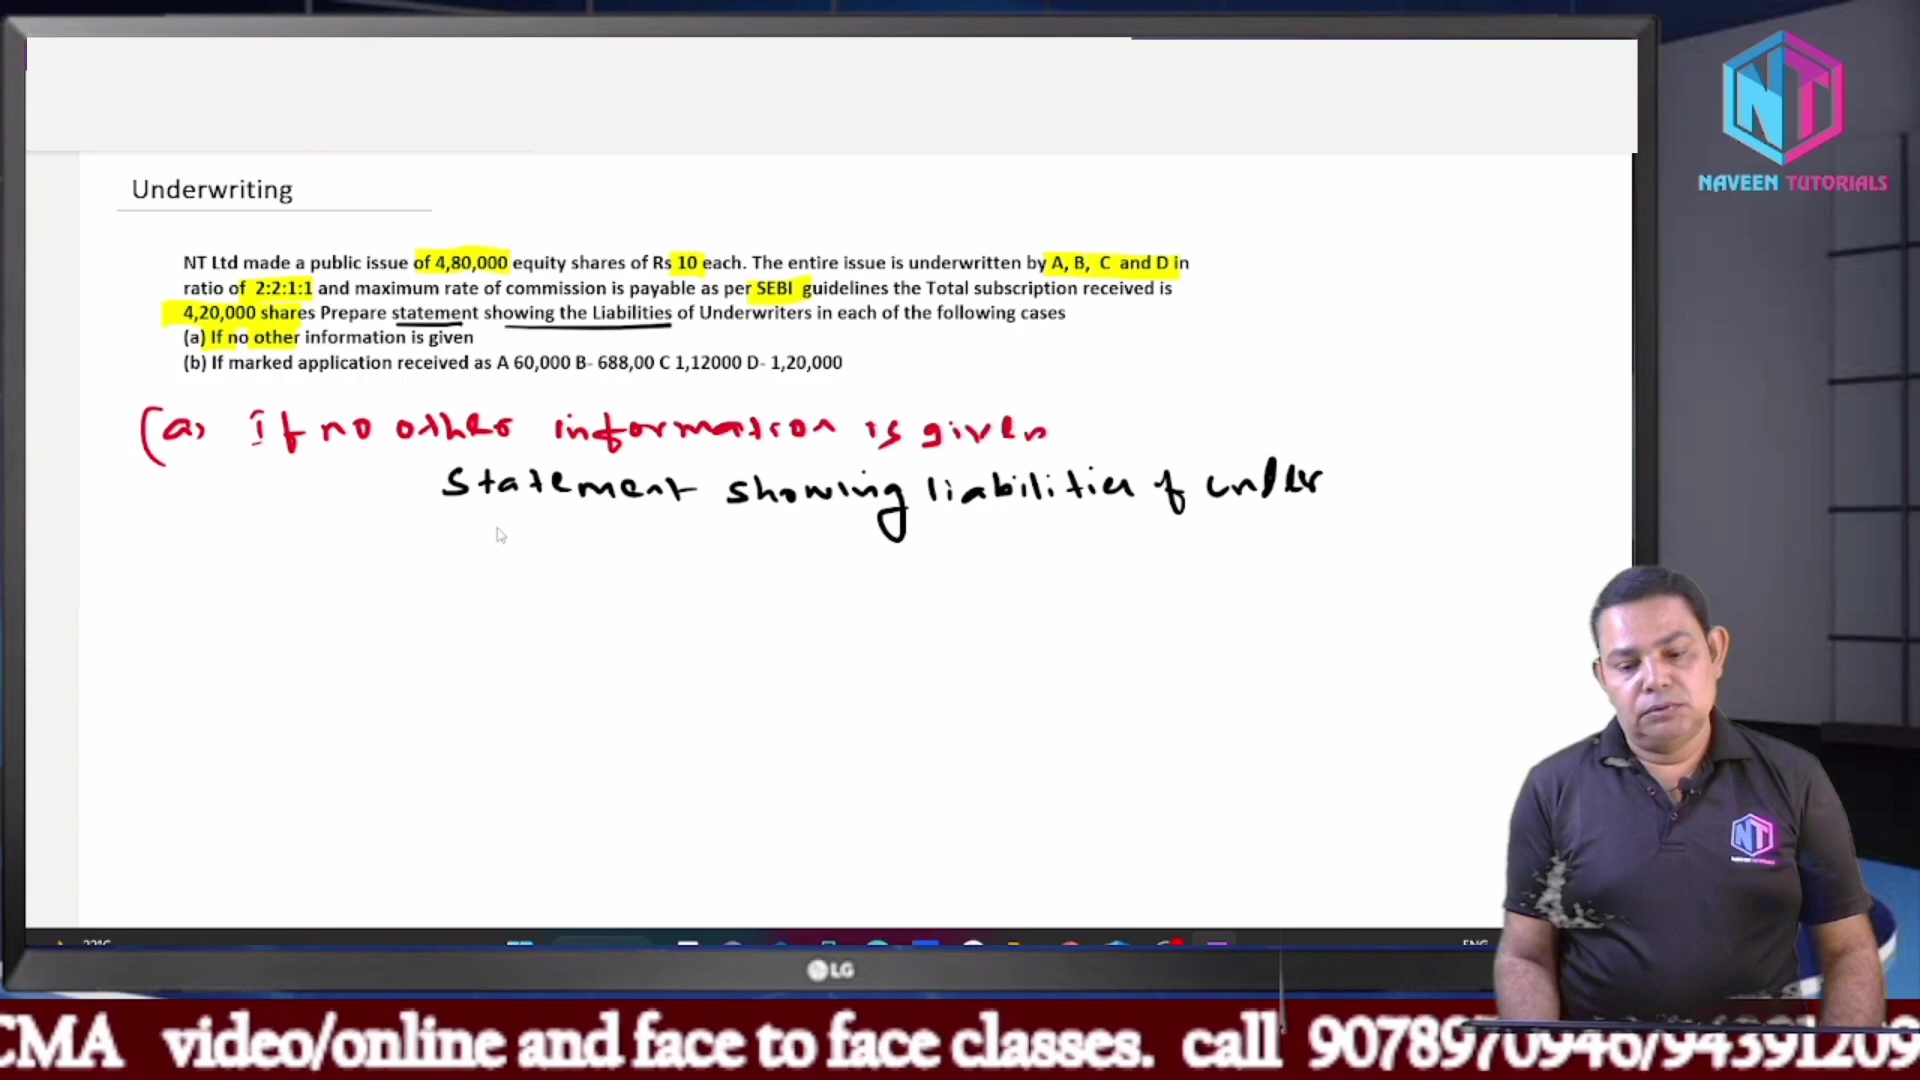 NAVEEN TUTORIALS
Underwriting
NT Ltd made a public issue of 4,80,000 equity shares of Rs 10 each. The entire issue is underwritten by A, B, C and D in
ratio of 2:2:1:1 and maximum rate of commission is payable as per SEBI guidelines the Total subscription received is
4,20,000 shares Prepare statement showing the Liabilities of Underwriters in each of the following cases
(a) If no other information is given
(b) If marked application received as A 60,000 B- 688,00 C 1,12000 D- 1,20,000
(a) If no other information is given
Statement showing liabilities of under
NT
LG
CMA video/online and face to face classes. call 9078970946/94391209